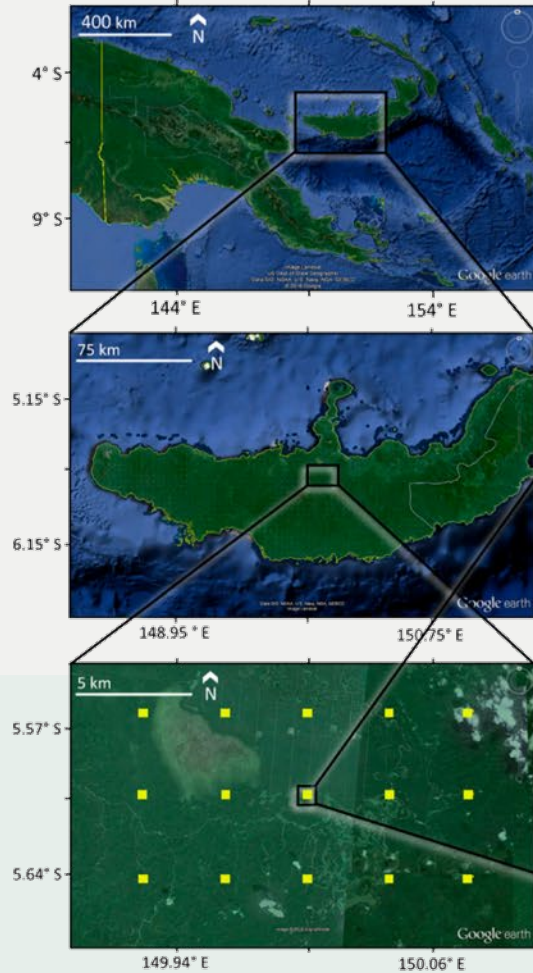 400 km
N
4° S
9° S
Google earth
144° E
154° E
75 km
N
5.15° S
6.15° S
Google earth
148.95° E
150.75° E
5 km
N
5.57° S
5.64° S
Google earth
149.94° E
150.06° E